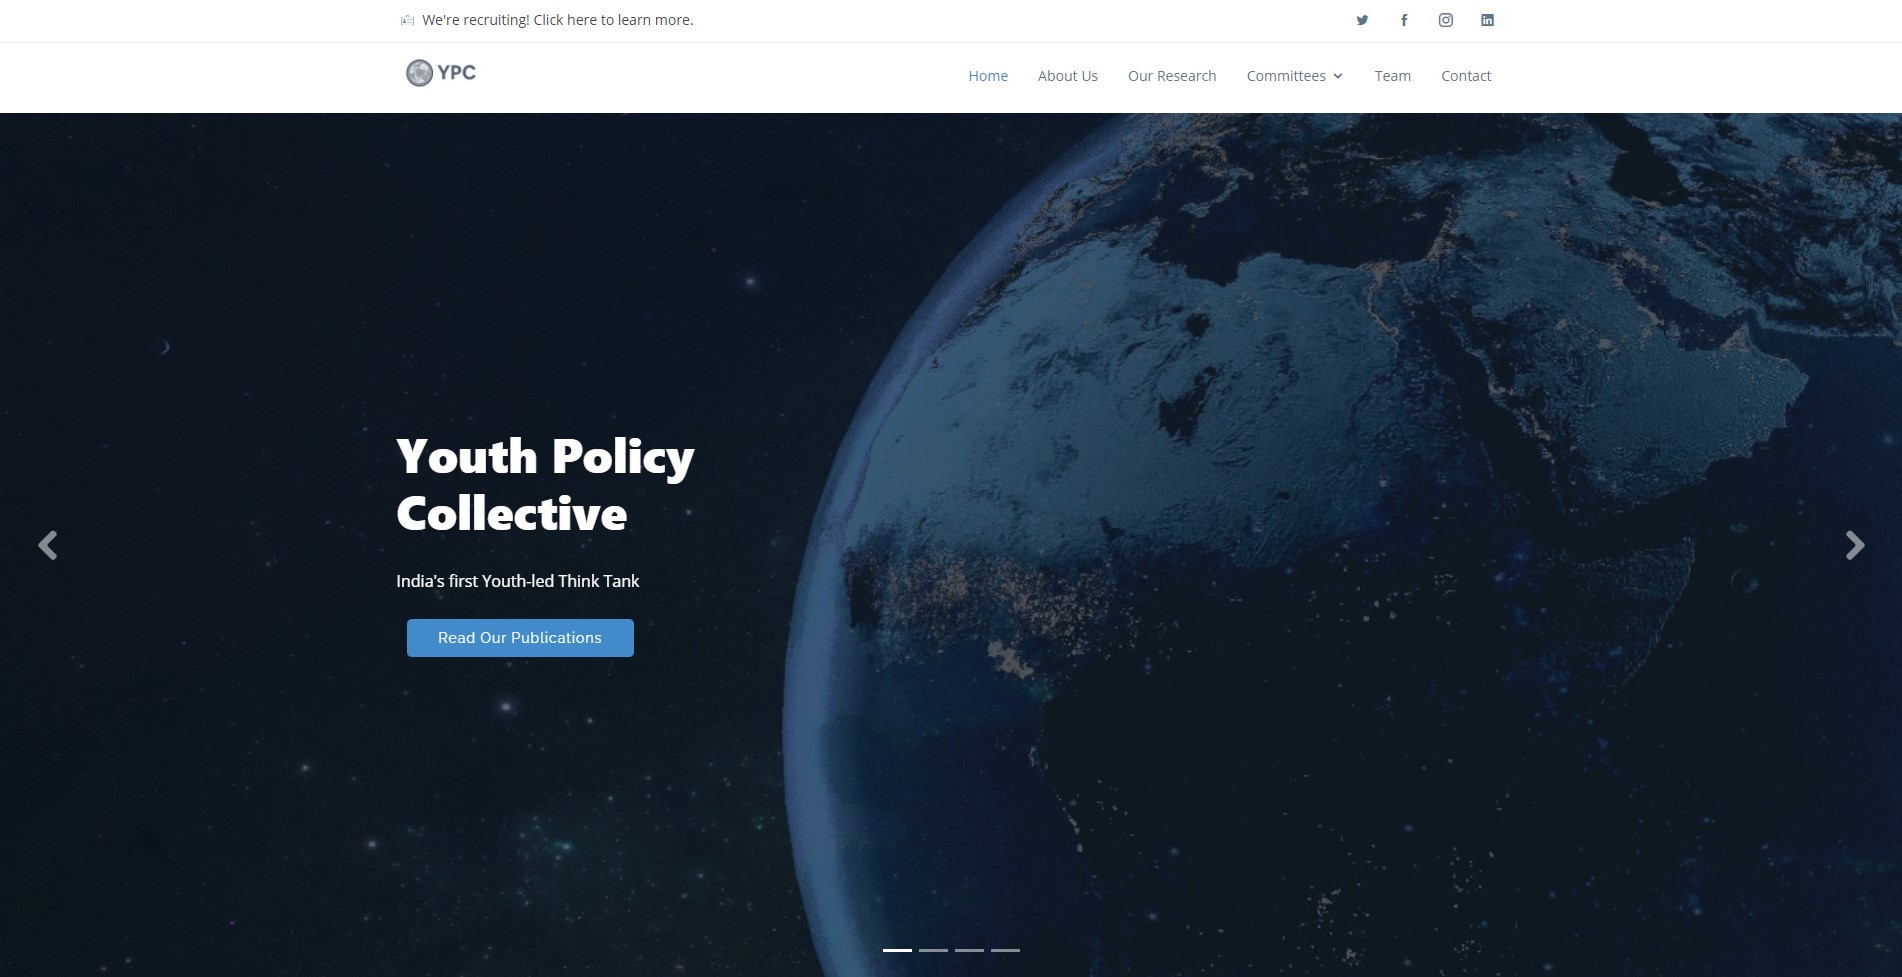 We're recruiting! Click here to learn more.
YPC
Home About Us Our Research Committees Team Contact
Youth Policy
Collective
India's first Youth-led Think Tank
Read Our Publications